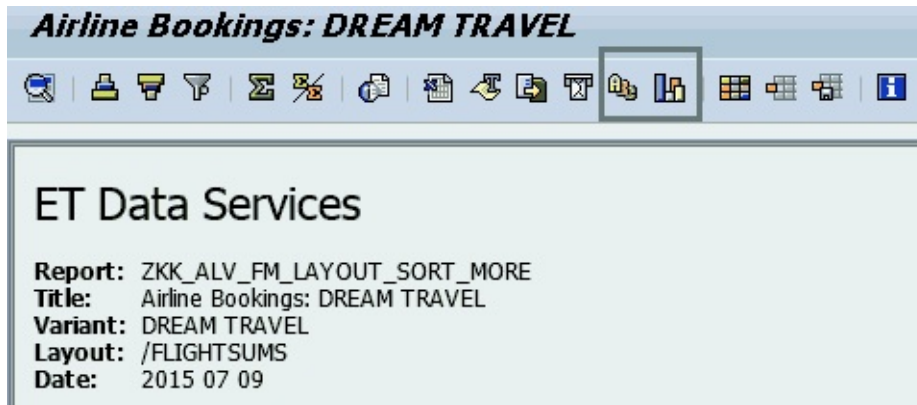 Airline Bookings: DREAM TRAVEL
ET Data Services
Report: ZKK_ALV_FM_LAYOUT_SORT_MORE
Title: Airline Bookings: DREAM TRAVEL
Variant: DREAM TRAVEL
Layout: /FLIGHTSUMS
Date: 2015 07 09